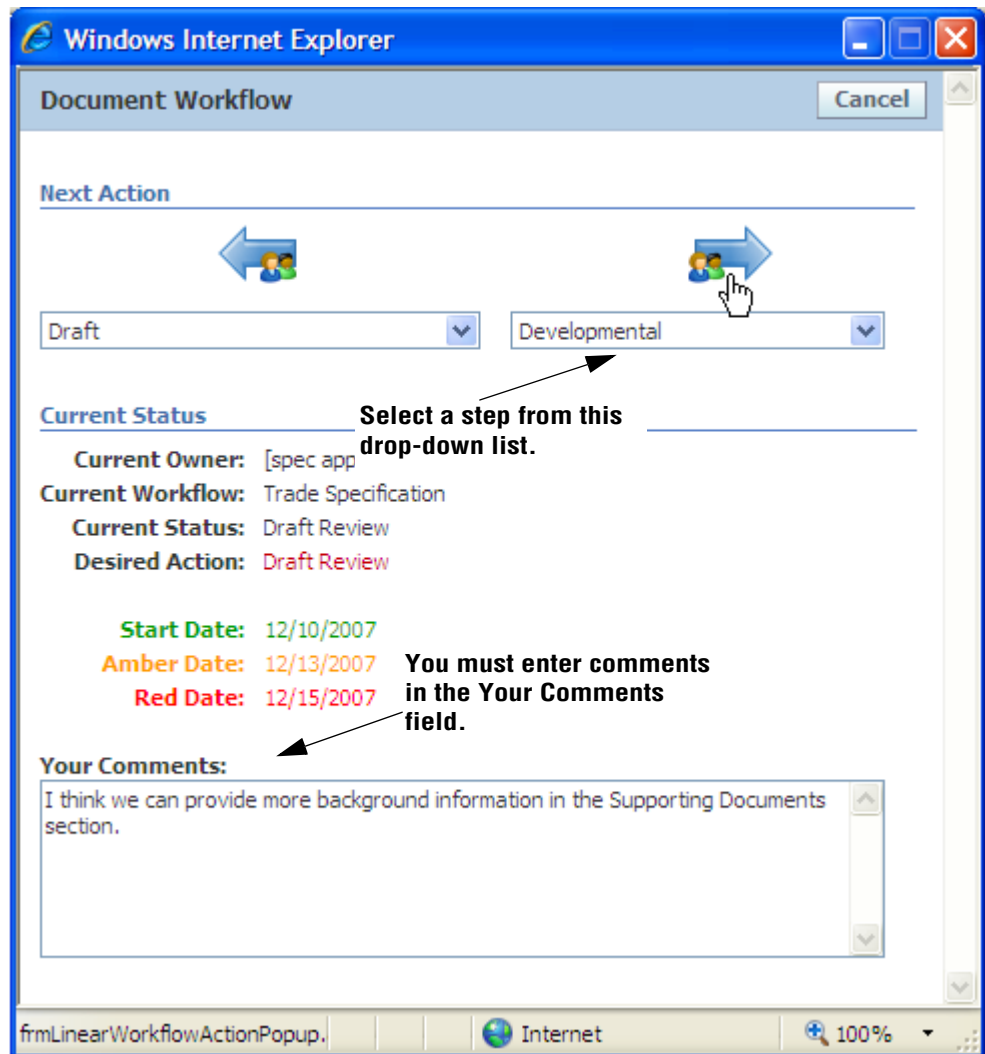 Windows Internet Explorer
Document Workflow
Cancel
Next Action
Draft
Developmental
Select a step from this
drop-down list.
Current Status
Current Owner: [spec app
Current Workflow: Trade Specification
Current Status: Draft Review
Desired Action: Draft Review
Start Date: 12/10/2007
Amber Date: 12/13/2007
Red Date: 12/15/2007
You must enter comments
in the Your Comments
field.
Your Comments:
I think we can provide more background information in the Supporting Documents
section.
frmLinearWorkflowActionPopup.
Internet
100%